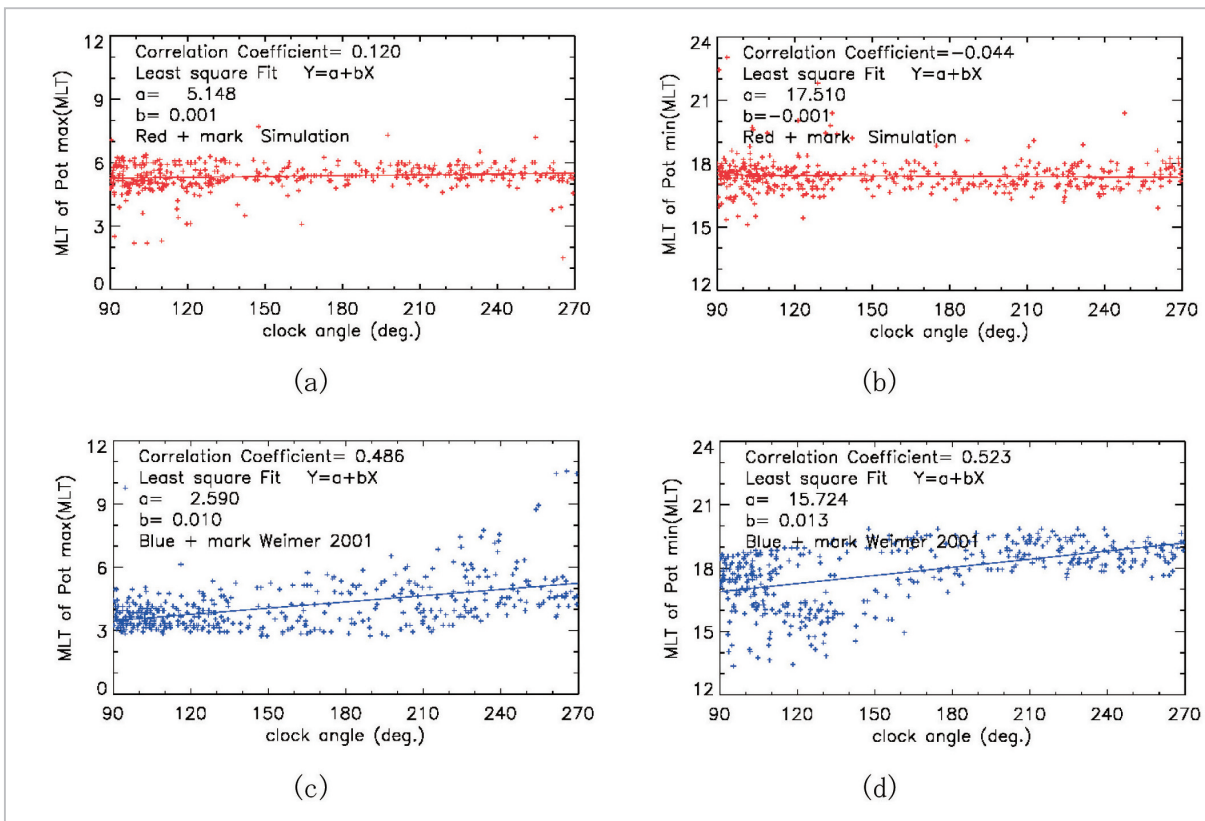 12
9
6
3
0
MLT of Pot max(MLT)
Correlation Coefficient= 0.120
Least square Fit Y=a+bX
a= 5.148
b= 0.001
Red + mark Simulation
90 120 150 180 210 240 270
clock angle (deg.)
(a)
24
21
18
15
12
MLT of Pot min(MLT)
Correlation Coefficient=-0.044
Least square Fit Y=a+bX
a= 17.510
b=-0.001
Red + mark Simulation
90 120 150 180 210 240 270
clock angle (deg.)
(b)
12
9
6
3
0
MLT of Pot max(MLT)
Correlation Coefficient= 0.486
Least square Fit Y=a+bX
a= 2.590
b= 0.010
Blue + mark Weimer 2001
90 120 150 180 210 240 270
clock angle (deg.)
(c)
24
21
18
15
12
MLT of Pot min(MLT)
Correlation Coefficient= 0.523
Least square Fit Y=a+bX
a= 15.724
b= 0.013
Blue + mark Weimer 2001
90 120 150 180 210 240 270
clock angle (deg.)
(d)